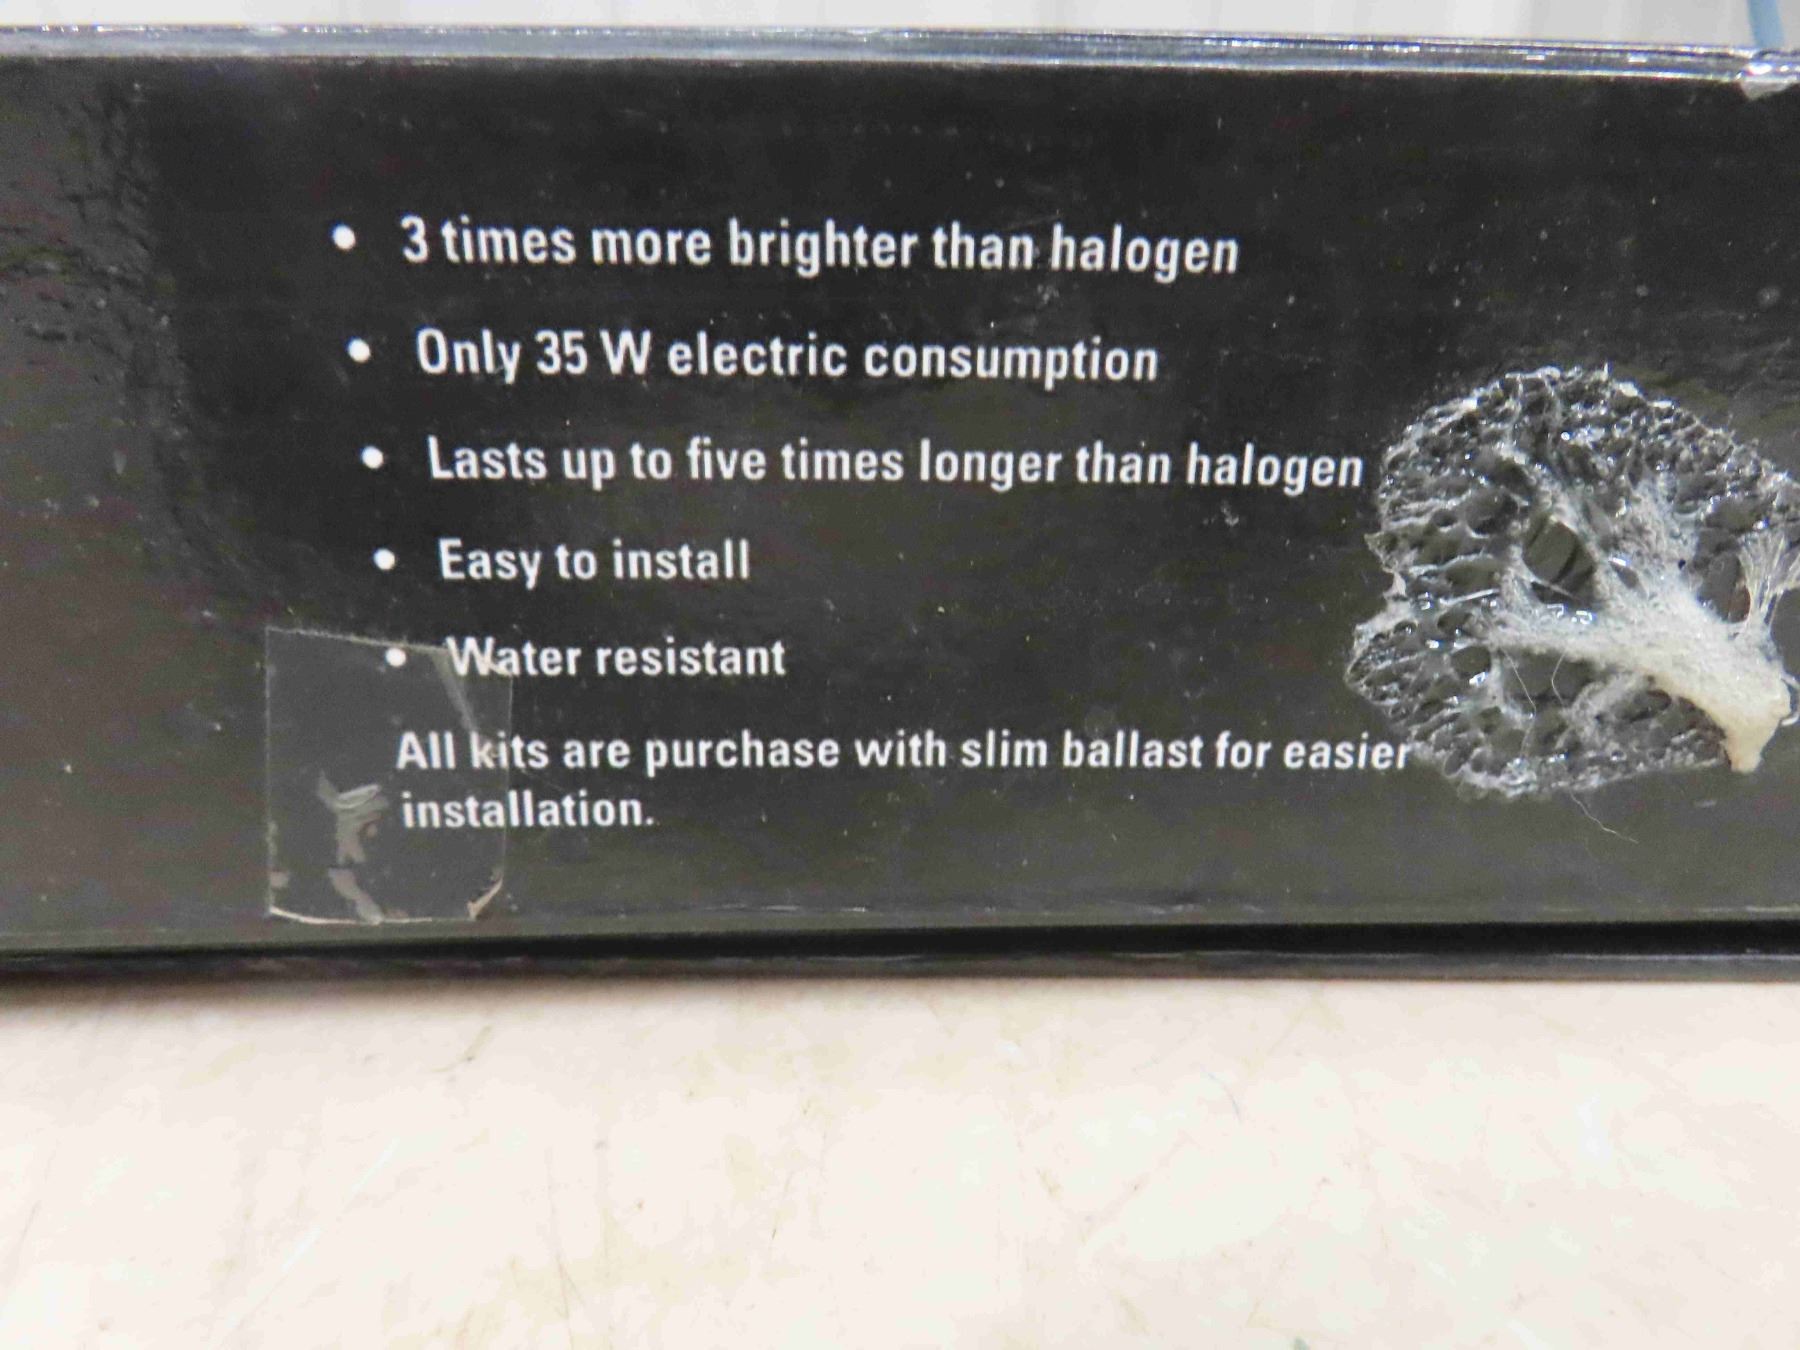 • 3 times more brighter than halogen
• Only 35 W electric consumption
• Lasts up to five times longer than halogen
• Easy to install
• Water resistant
All kits are purchase with slim ballast for easier
installation.